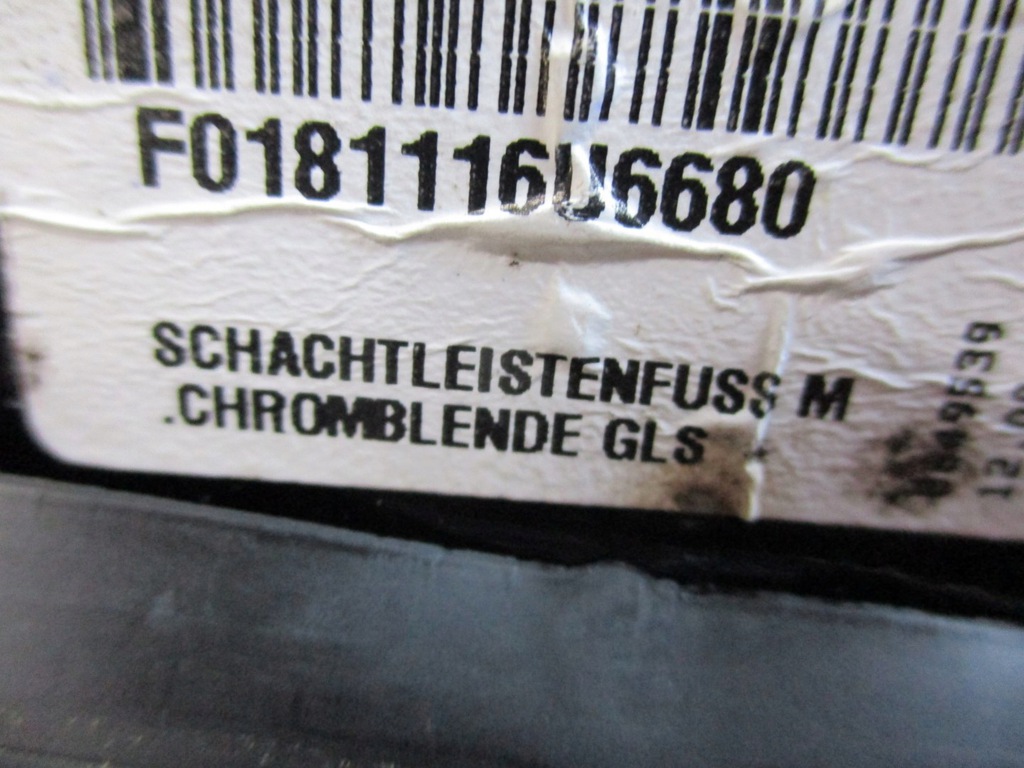 F0181116U6680
SCHACHTLEISTENFUSS M
.CHROMBLENDE GLS